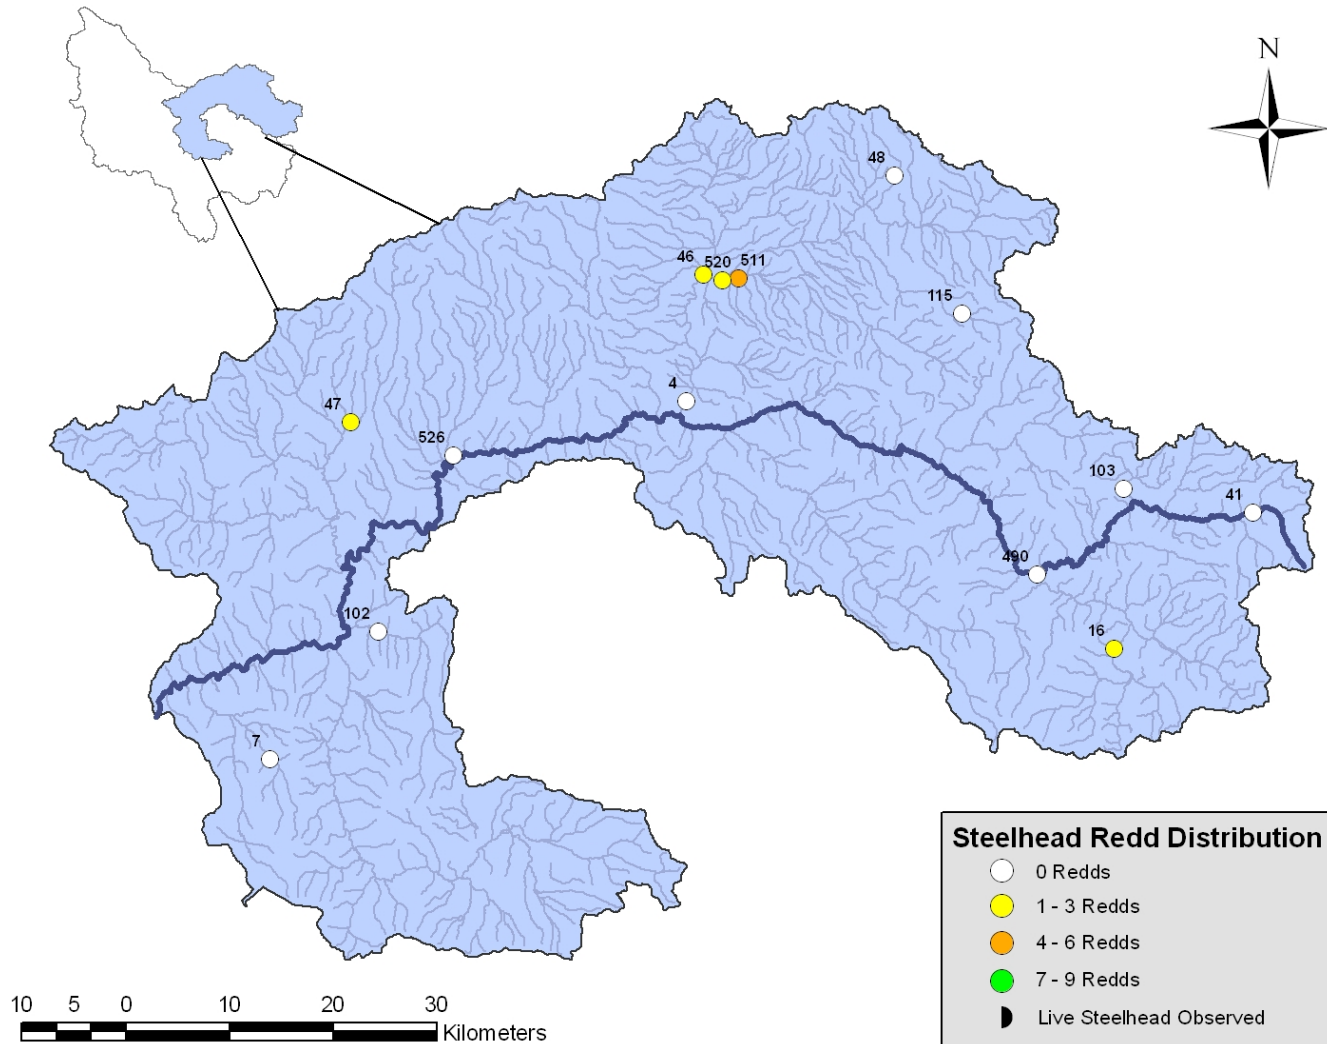 N
48
46
520
511
115
4
47
526
103
41
490
102
16
7
Steelhead Redd Distribution
0 Redds
1 - 3 Redds
4 - 6 Redds
7 - 9 Redds
Live Steelhead Observed
10 5 0 10 20 30
Kilometers